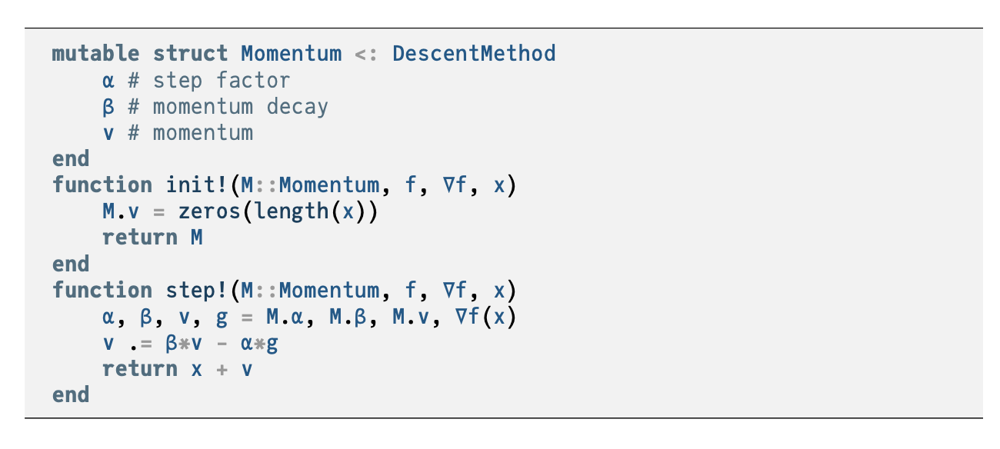 mutable struct Momentum <: DescentMethod
    α # step factor
    β # momentum decay
    v # momentum
end
function init!(M::Momentum, f, ∇f, x)
    M.v = zeros(length(x))
    return M
end
function step!(M::Momentum, f, ∇f, x)
    α, β, v, g = M.α, M.β, M.v, ∇f(x)
    v .= β*v - α*g
    return x + v
end